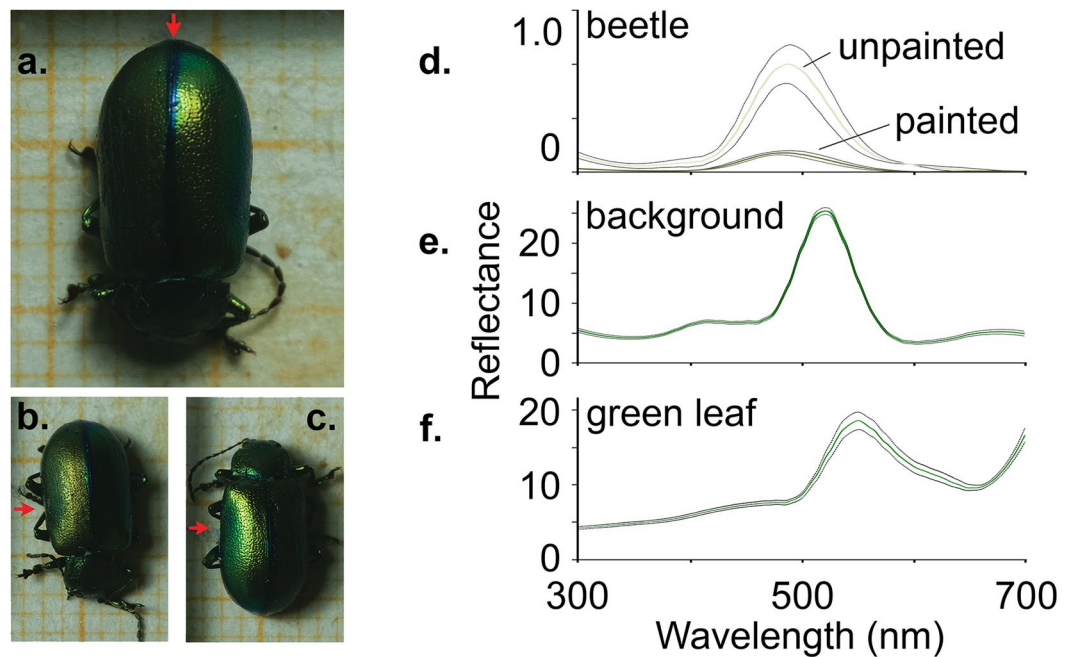 a.
b.
c.
d.
1.0
0
beetle
unpainted
painted
e.
20
10
0
background
Reflectance
f.
20
10
0
green leaf
300
500
700
Wavelength (nm)